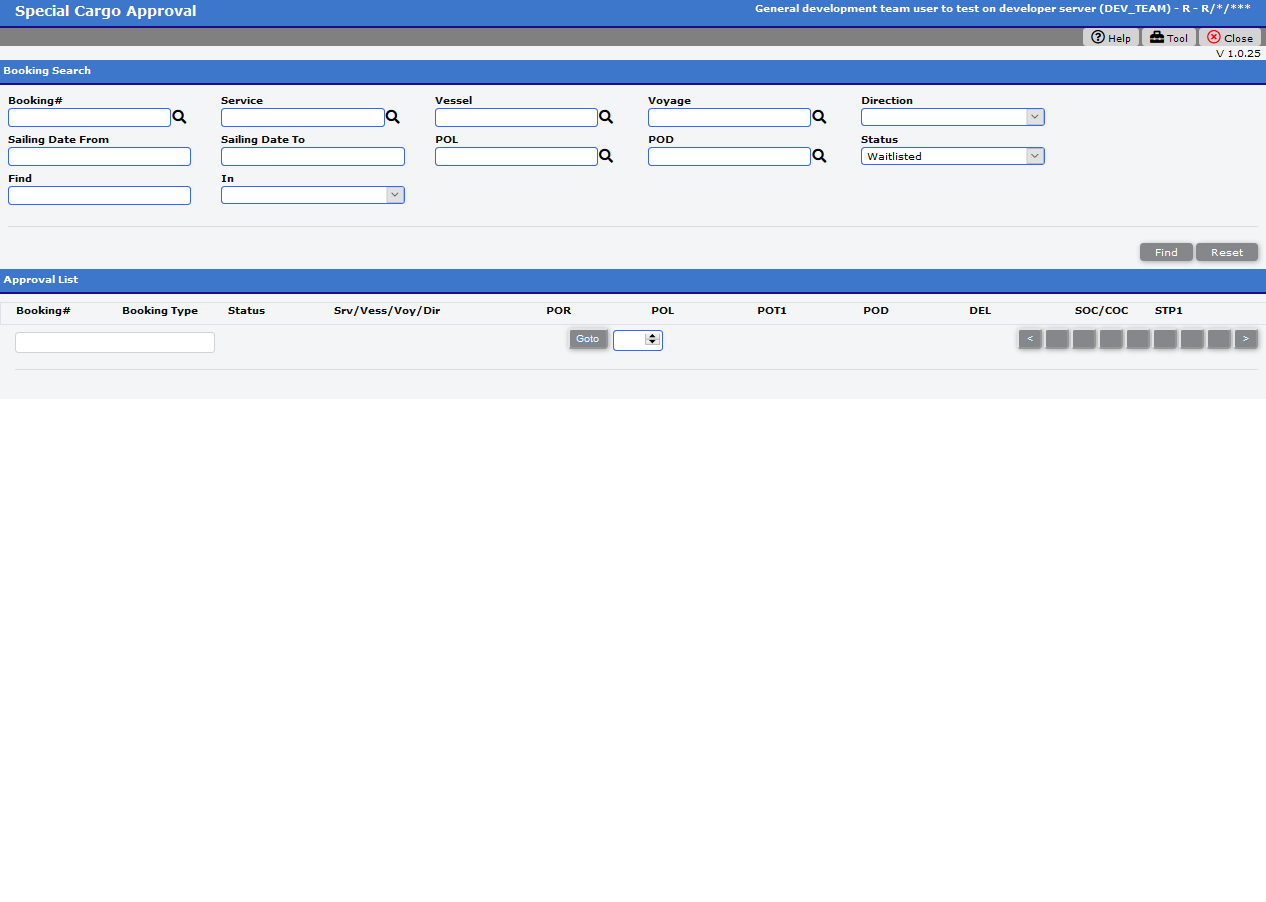 Special Cargo Approval General development team user to test on developer server (DEV_TEAM) - R - R/*/***
Help Tool Close
V 1.0.25
Booking Search
Booking# Service Vessel Voyage Direction
Sailing Date From Sailing Date To POL POD Status
Waitlisted
Find In
Find Reset
Approval List
Booking# Booking Type Status Srv/Vess/Voy/Dir POR POL POT1 POD DEL SOC/COC STP1
Goto < >